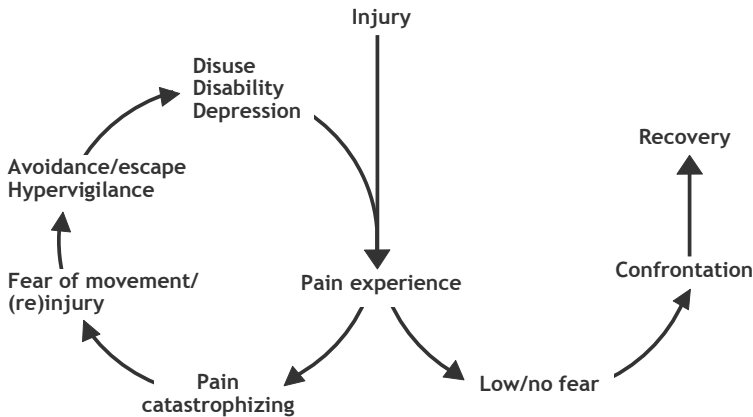 Injury
Disuse
Disability
Depression
Recovery
Avoidance/escape
Hypervigilance
Fear of movement/
(re)injury
Pain experience
Confrontation
Pain
catastrophizing
Low/no fear